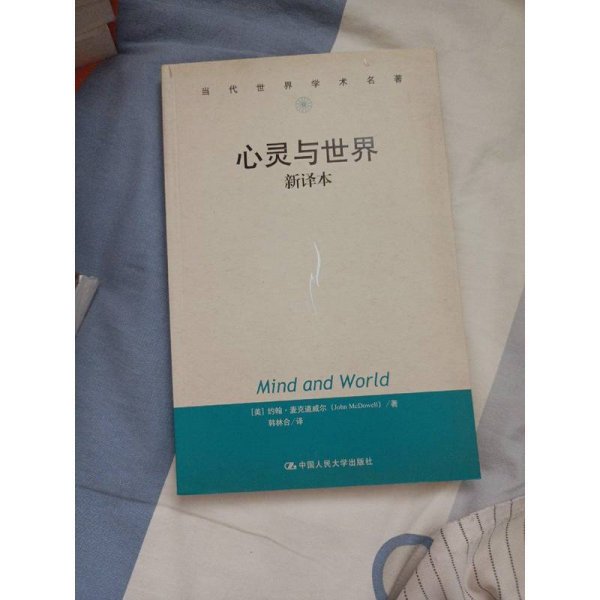 当代世界学术名著
心灵与世界
新译本
Mind and World
[美] 约翰·麦克道威尔 (John McDowell) /著
韩林合/译
中国人民大学出版社